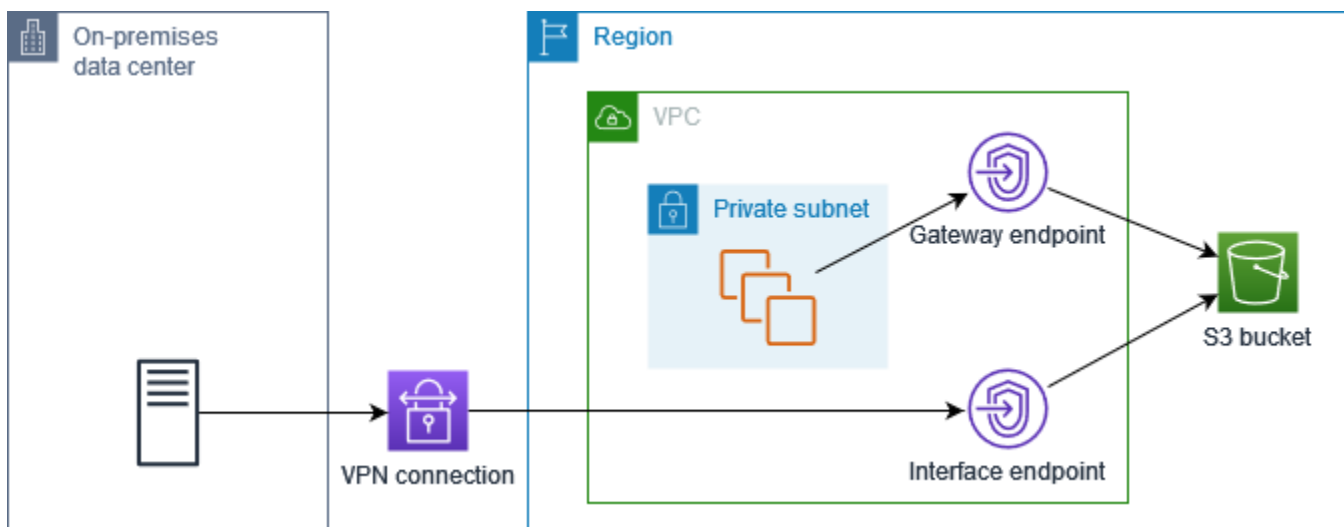 On-premises
data center
Region
VPC
Private subnet
Gateway endpoint
S3 bucket
VPN connection
Interface endpoint